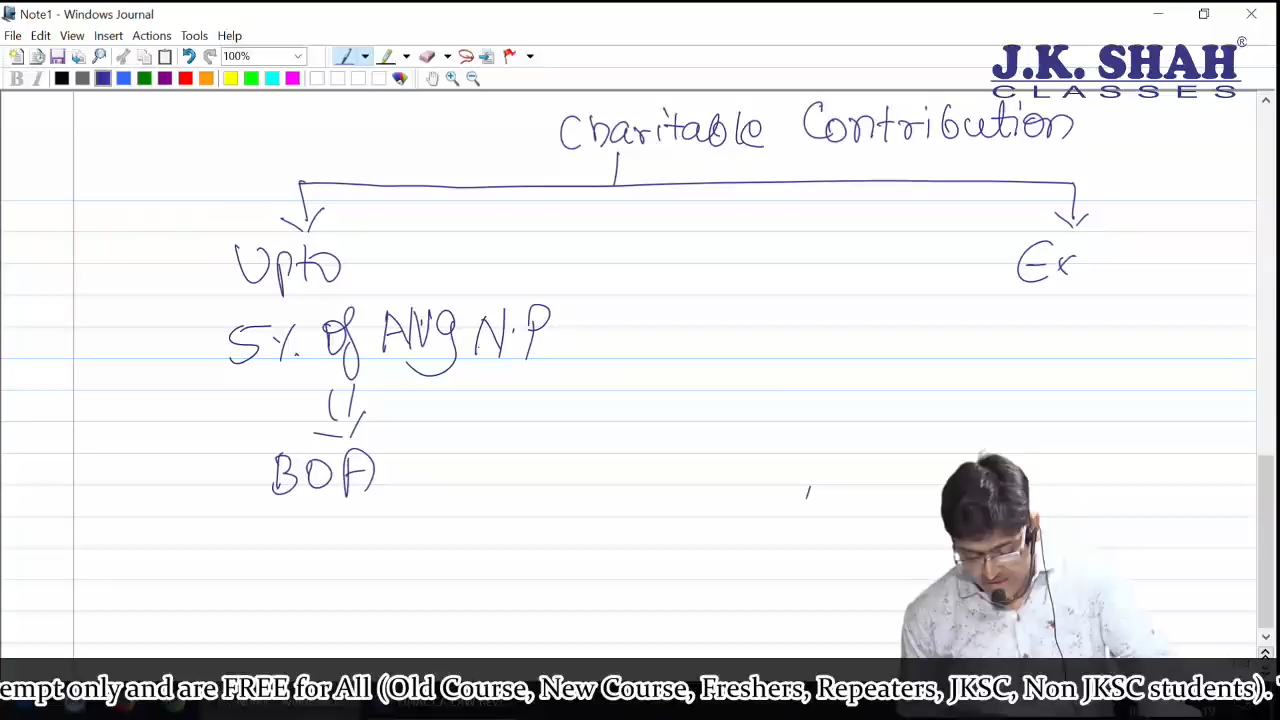 Note1 - Windows Journal
File Edit View Insert Actions Tools Help
100%
B I
J.K. SHAH®
CLASSES
Charitable Contribution
Upto
Ex
5% of Avg N.P
BOD
empt only and are FREE for All (Old Course, New Course, Freshers, Repeaters, JKSC, Non JKSC students).